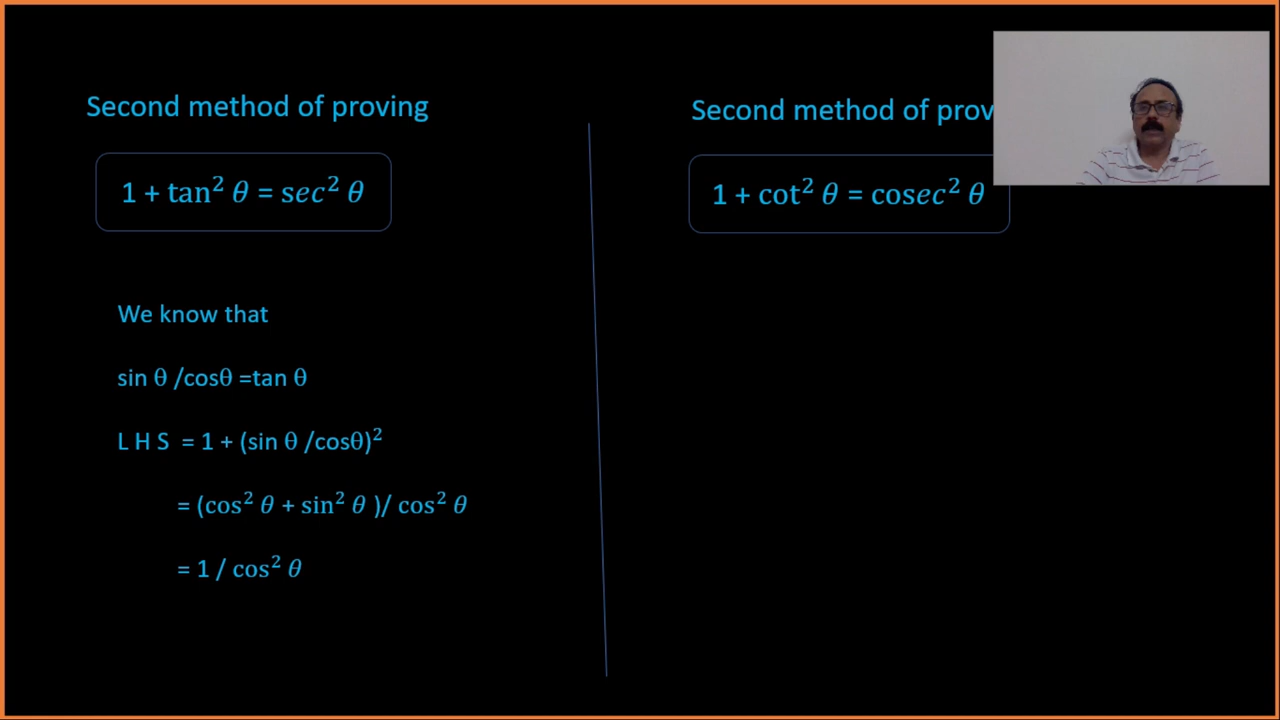 Second method of proving
1 + tan² θ = sec² θ
We know that
sin θ /cosθ =tan θ
L H S = 1 + (sin θ /cosθ)²
= (cos² θ + sin² θ )/ cos² θ
= 1 / cos² θ
Second method of prov
1 + cot² θ = cosec² θ